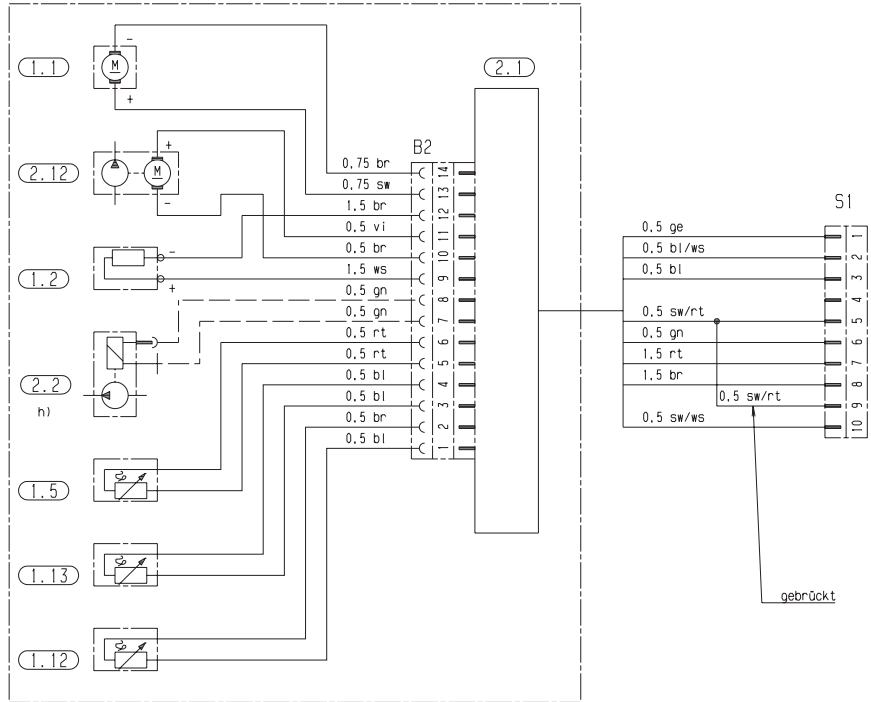 1.1
M
-
+
2.12
M
+
-
1.2
-
+
2.2
h)
1.5
1.13
1.12
2.1
B2
0,75 br
14
0,75 sw
13
1,5 br
12
0,5 vi
11
0,5 br
10
1,5 ws
9
0,5 gn
8
0,5 gn
7
0,5 rt
6
0,5 rt
5
0,5 bl
4
0,5 bl
3
0,5 br
2
0,5 bl
1
S1
0,5 ge
1
0,5 bl/ws
2
0,5 bl
3
4
0,5 sw/rt
5
0,5 gn
6
1,5 rt
7
1,5 br
8
0,5 sw/rt
9
0,5 sw/ws
10
gebrückt